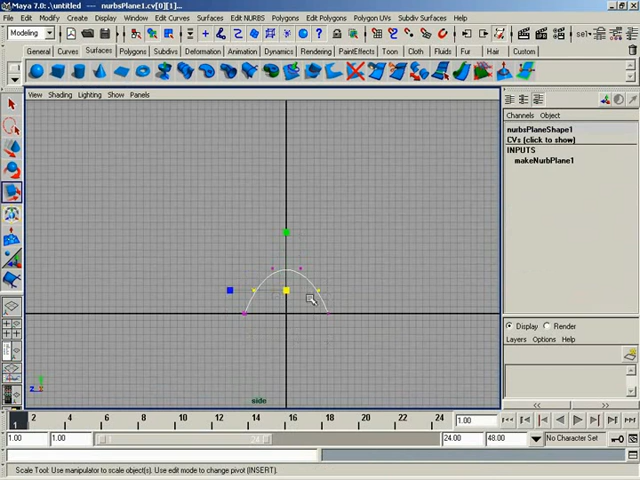 Maya 7.0: .\untitled --- nurbsPlane1.cv[0][1]...
File Edit Modify Create Display Window Edit Curves Surfaces Edit NURBS Polygons Edit Polygons Polygon UVs Subdiv Surfaces Help
Modeling sel
General Curves Surfaces Polygons Subdivs Deformation Animation Dynamics Rendering PaintEffects Toon Cloth Fluids Fur Hair Custom
View Shading Lighting Show Panels
Channels Object
nurbsPlaneShape1
CVs (click to show)
INPUTS
makeNurbPlane1
Display Render
Layers Options Help
side
2 4 6 8 10 12 14 16 18 20 22 24
1 1.00
1.00 1.00 1 24 24.00 48.00 No Character Set
Scale Tool: Use manipulator to scale object(s). Use edit mode to change pivot (INSERT).